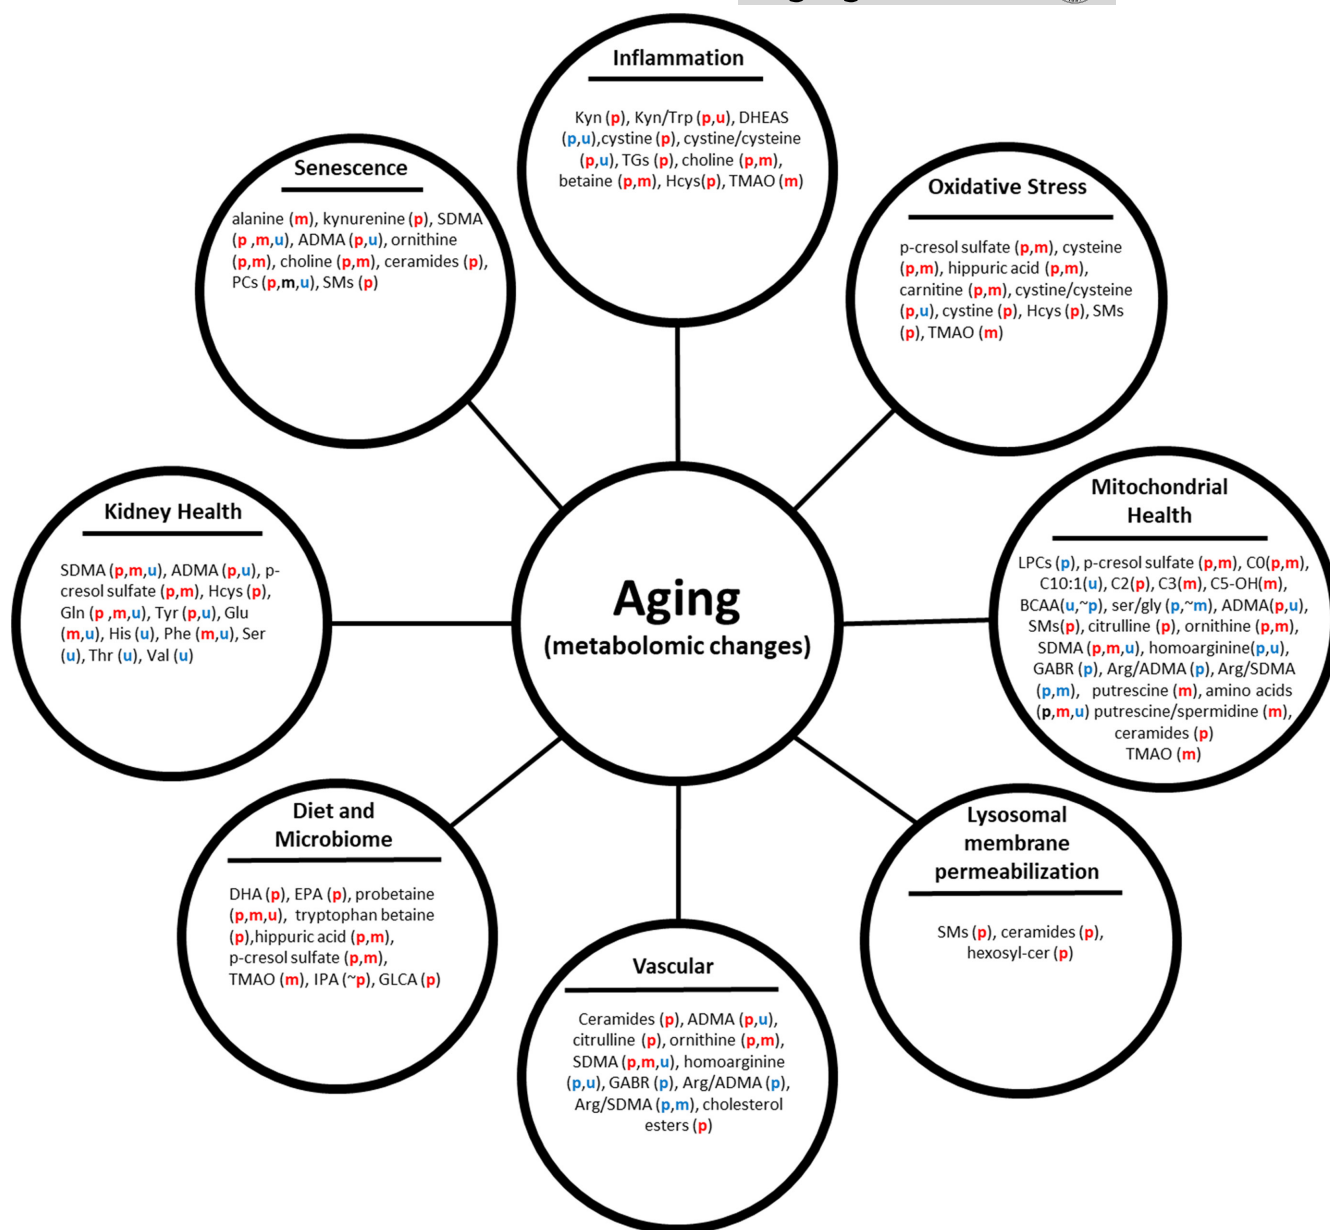 Inflammation
Kyn (p), Kyn/Trp (p,u), DHEAS
(p,u),cystine (p), cystine/cysteine
(p,u), TGs (p), choline (p,m),
betaine (p,m), Hcys(p), TMAO (m)
Senescence
alanine (m), kynurenine (p), SDMA
(p ,m,u), ADMA (p,u), ornithine
(p,m), choline (p,m), ceramides (p),
PCs (p,m,u), SMs (p)
Oxidative Stress
p-cresol sulfate (p,m), cysteine
(p,m), hippuric acid (p,m),
carnitine (p,m), cystine/cysteine
(p,u), cystine (p), Hcys (p), SMs
(p), TMAO (m)
Kidney Health
SDMA (p,m,u), ADMA (p,u), p-
cresol sulfate (p,m), Hcys (p),
Gln (p ,m,u), Tyr (p,u), Glu
(m,u), His (u), Phe (m,u), Ser
(u), Thr (u), Val (u)
Aging
(metabolomic changes)
Mitochondrial
Health
LPCs (p), p-cresol sulfate (p,m), C0(p,m),
C10:1(u), C2(p), C3(m), C5-OH(m),
BCAA(u,~p), ser/gly (p,~m), ADMA(p,u),
SMs(p), citrulline (p), ornithine (p,m),
SDMA (p,m,u), homoarginine(p,u),
GABR (p), Arg/ADMA (p), Arg/SDMA
(p,m), putrescine (m), amino acids
(p,m,u) putrescine/spermidine (m),
ceramides (p)
TMAO (m)
Diet and
Microbiome
DHA (p), EPA (p), probetaine
(p,m,u), tryptophan betaine
(p),hippuric acid (p,m),
p-cresol sulfate (p,m),
TMAO (m), IPA (~p), GLCA (p)
Vascular
Ceramides (p), ADMA (p,u),
citrulline (p), ornithine (p,m),
SDMA (p,m,u), homoarginine
(p,u), GABR (p), Arg/ADMA (p),
Arg/SDMA (p,m), cholesterol
esters (p)
Lysosomal
membrane
permeabilization
SMs (p), ceramides (p),
hexosyl-cer (p)